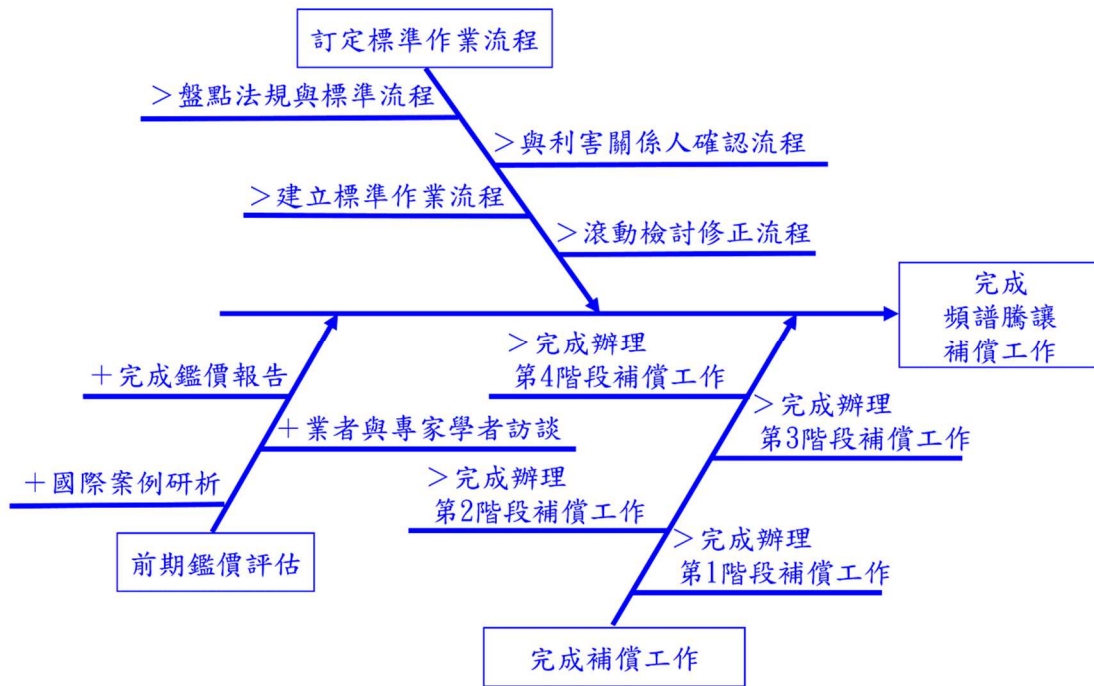 訂定標準作業流程
＞盤點法規與標準流程
＞與利害關係人確認流程
＞建立標準作業流程
＞滾動檢討修正流程
完成
頻譜騰讓
補償工作
＋完成鑑價報告
＋業者與專家學者訪談
＋國際案例研析
前期鑑價評估
＞完成辦理
第4階段補償工作
＞完成辦理
第3階段補償工作
＞完成辦理
第2階段補償工作
＞完成辦理
第1階段補償工作
完成補償工作